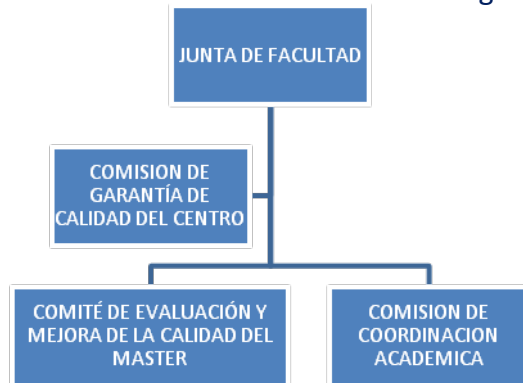 JUNTA DE FACULTAD
COMISION DE
GARANTÍA DE
CALIDAD DEL CENTRO
COMITÉ DE EVALUACIÓN Y
MEJORA DE LA CALIDAD DEL
MASTER
COMISION DE
COORDINACION
ACADEMICA